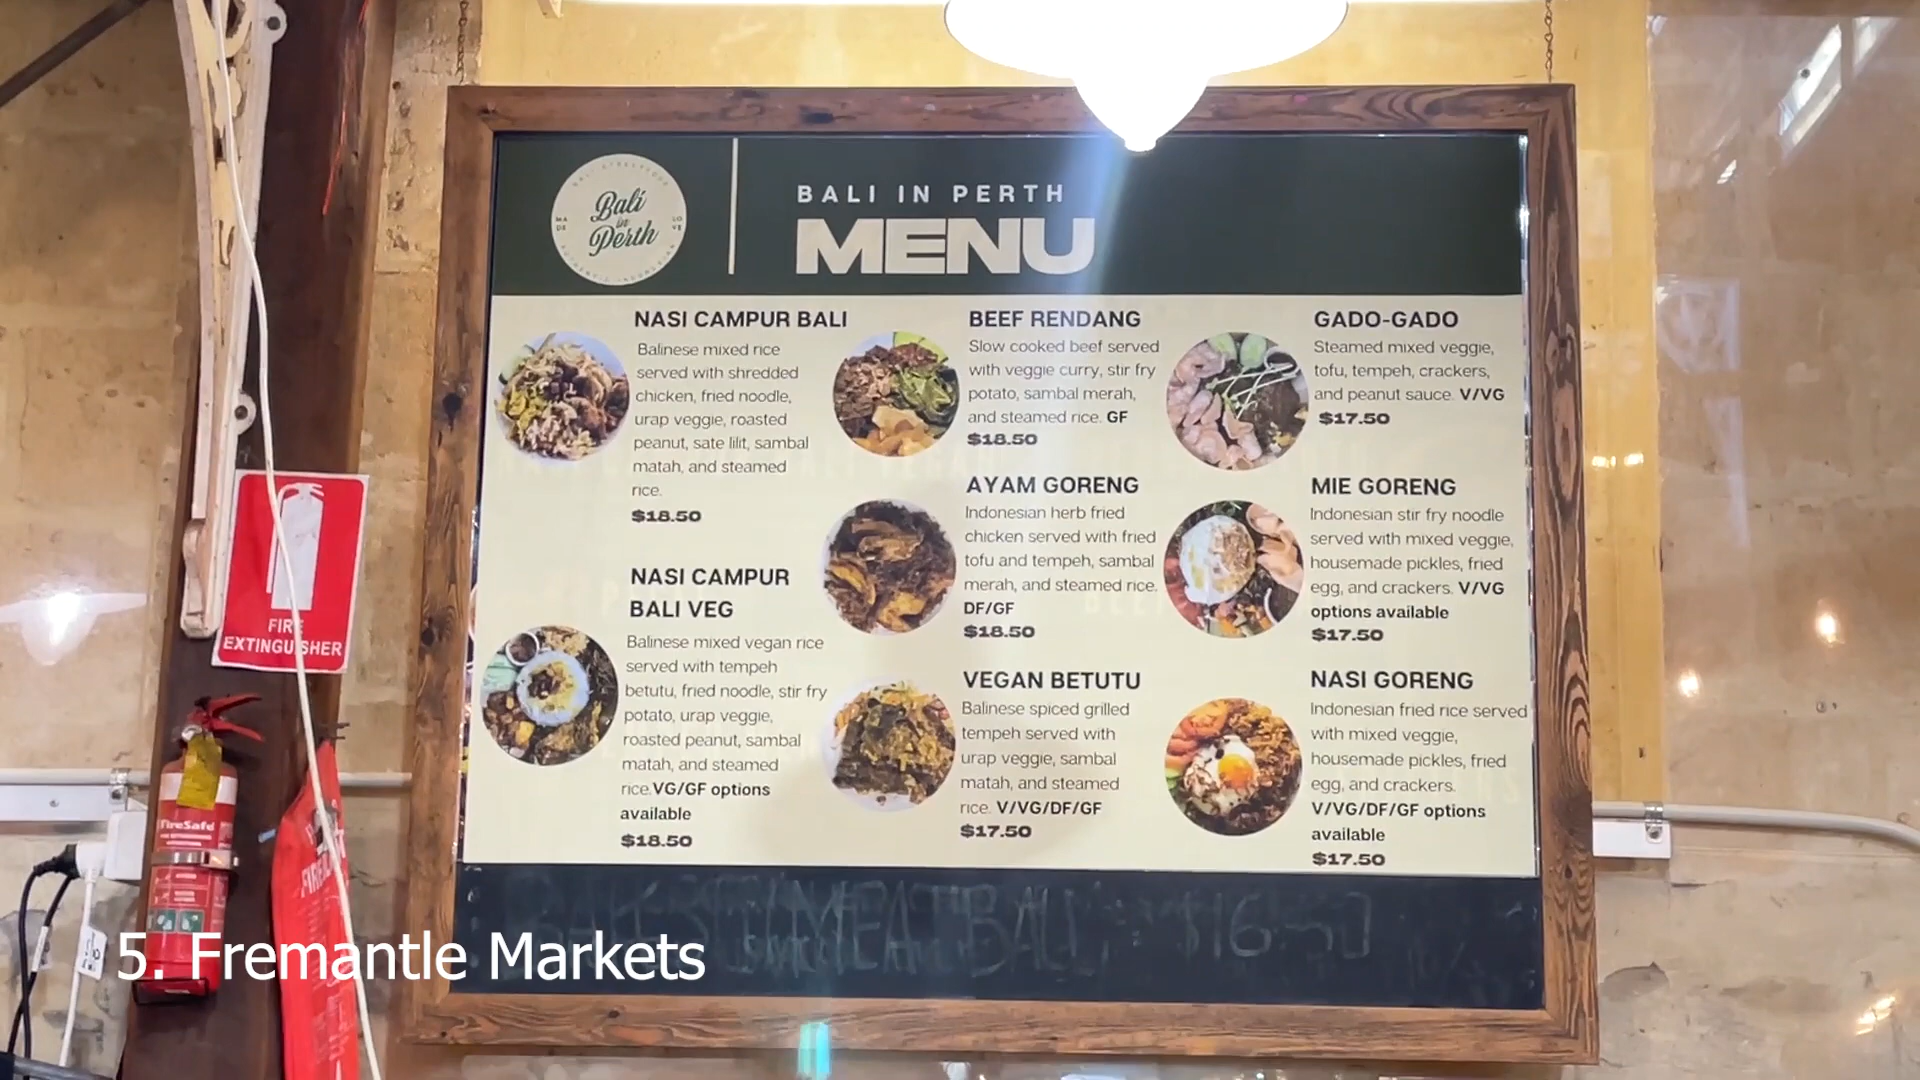 Bali
in
Perth
MA
DE
LO
VE
BALI IN PERTH
MENU
NASI CAMPUR BALI
Balinese mixed rice
served with shredded
chicken, fried noodle,
urap veggie, roasted
peanut, sate lilit, sambal
matah, and steamed
rice.
$18.50
NASI CAMPUR
BALI VEG
Balinese mixed vegan rice
served with tempeh
betutu, fried noodle, stir fry
potato, urap veggie,
roasted peanut, sambal
matah, and steamed
rice.VG/GF options
available
$18.50
BEEF RENDANG
Slow cooked beef served
with veggie curry, stir fry
potato, sambal merah,
and steamed rice. GF
$18.50
AYAM GORENG
Indonesian herb fried
chicken served with fried
tofu and tempeh, sambal
merah, and steamed rice.
DF/GF
$18.50
VEGAN BETUTU
Balinese spiced grilled
tempeh served with
urap veggie, sambal
matah, and steamed
rice. V/VG/DF/GF
$17.50
GADO-GADO
Steamed mixed veggie,
tofu, tempeh, crackers,
and peanut sauce. V/VG
$17.50
MIE GORENG
Indonesian stir fry noodle
served with mixed veggie,
housemade pickles, fried
egg, and crackers. V/VG
options available
$17.50
NASI GORENG
Indonesian fried rice served
with mixed veggie,
housemade pickles, fried
egg, and crackers.
V/VG/DF/GF options
available
$17.50
$16.50
FIRE
EXTINGUISHER
FireSafe
5. Fremantle Markets